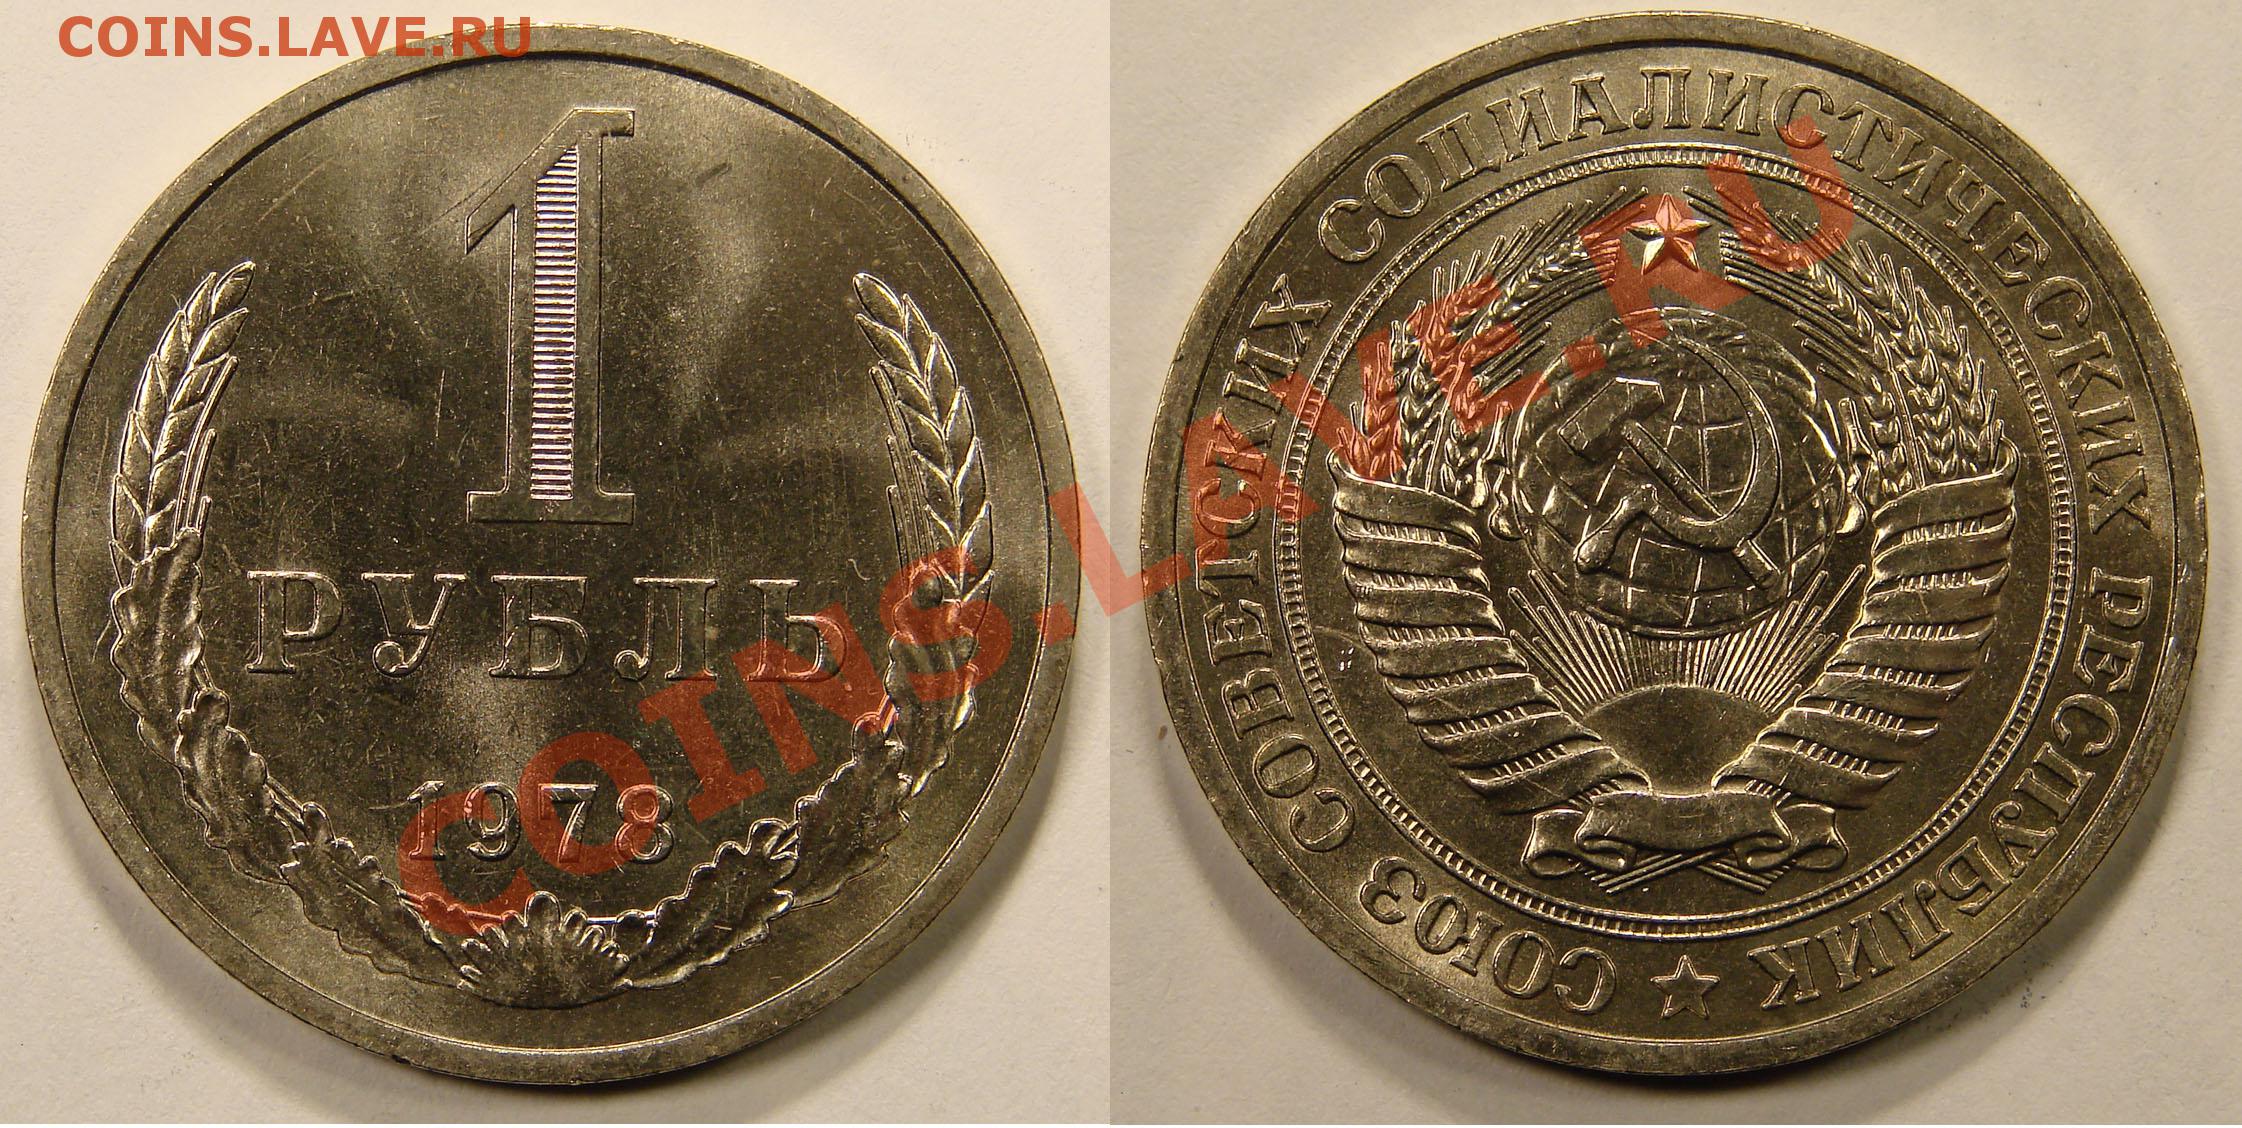 COINS.LAVE.RU
1
РУБЛЬ
1978
СОЮЗ СОВЕТСКИХ СОЦИАЛИСТИЧЕСКИХ РЕСПУБЛИК
COINS.LAVE.RU